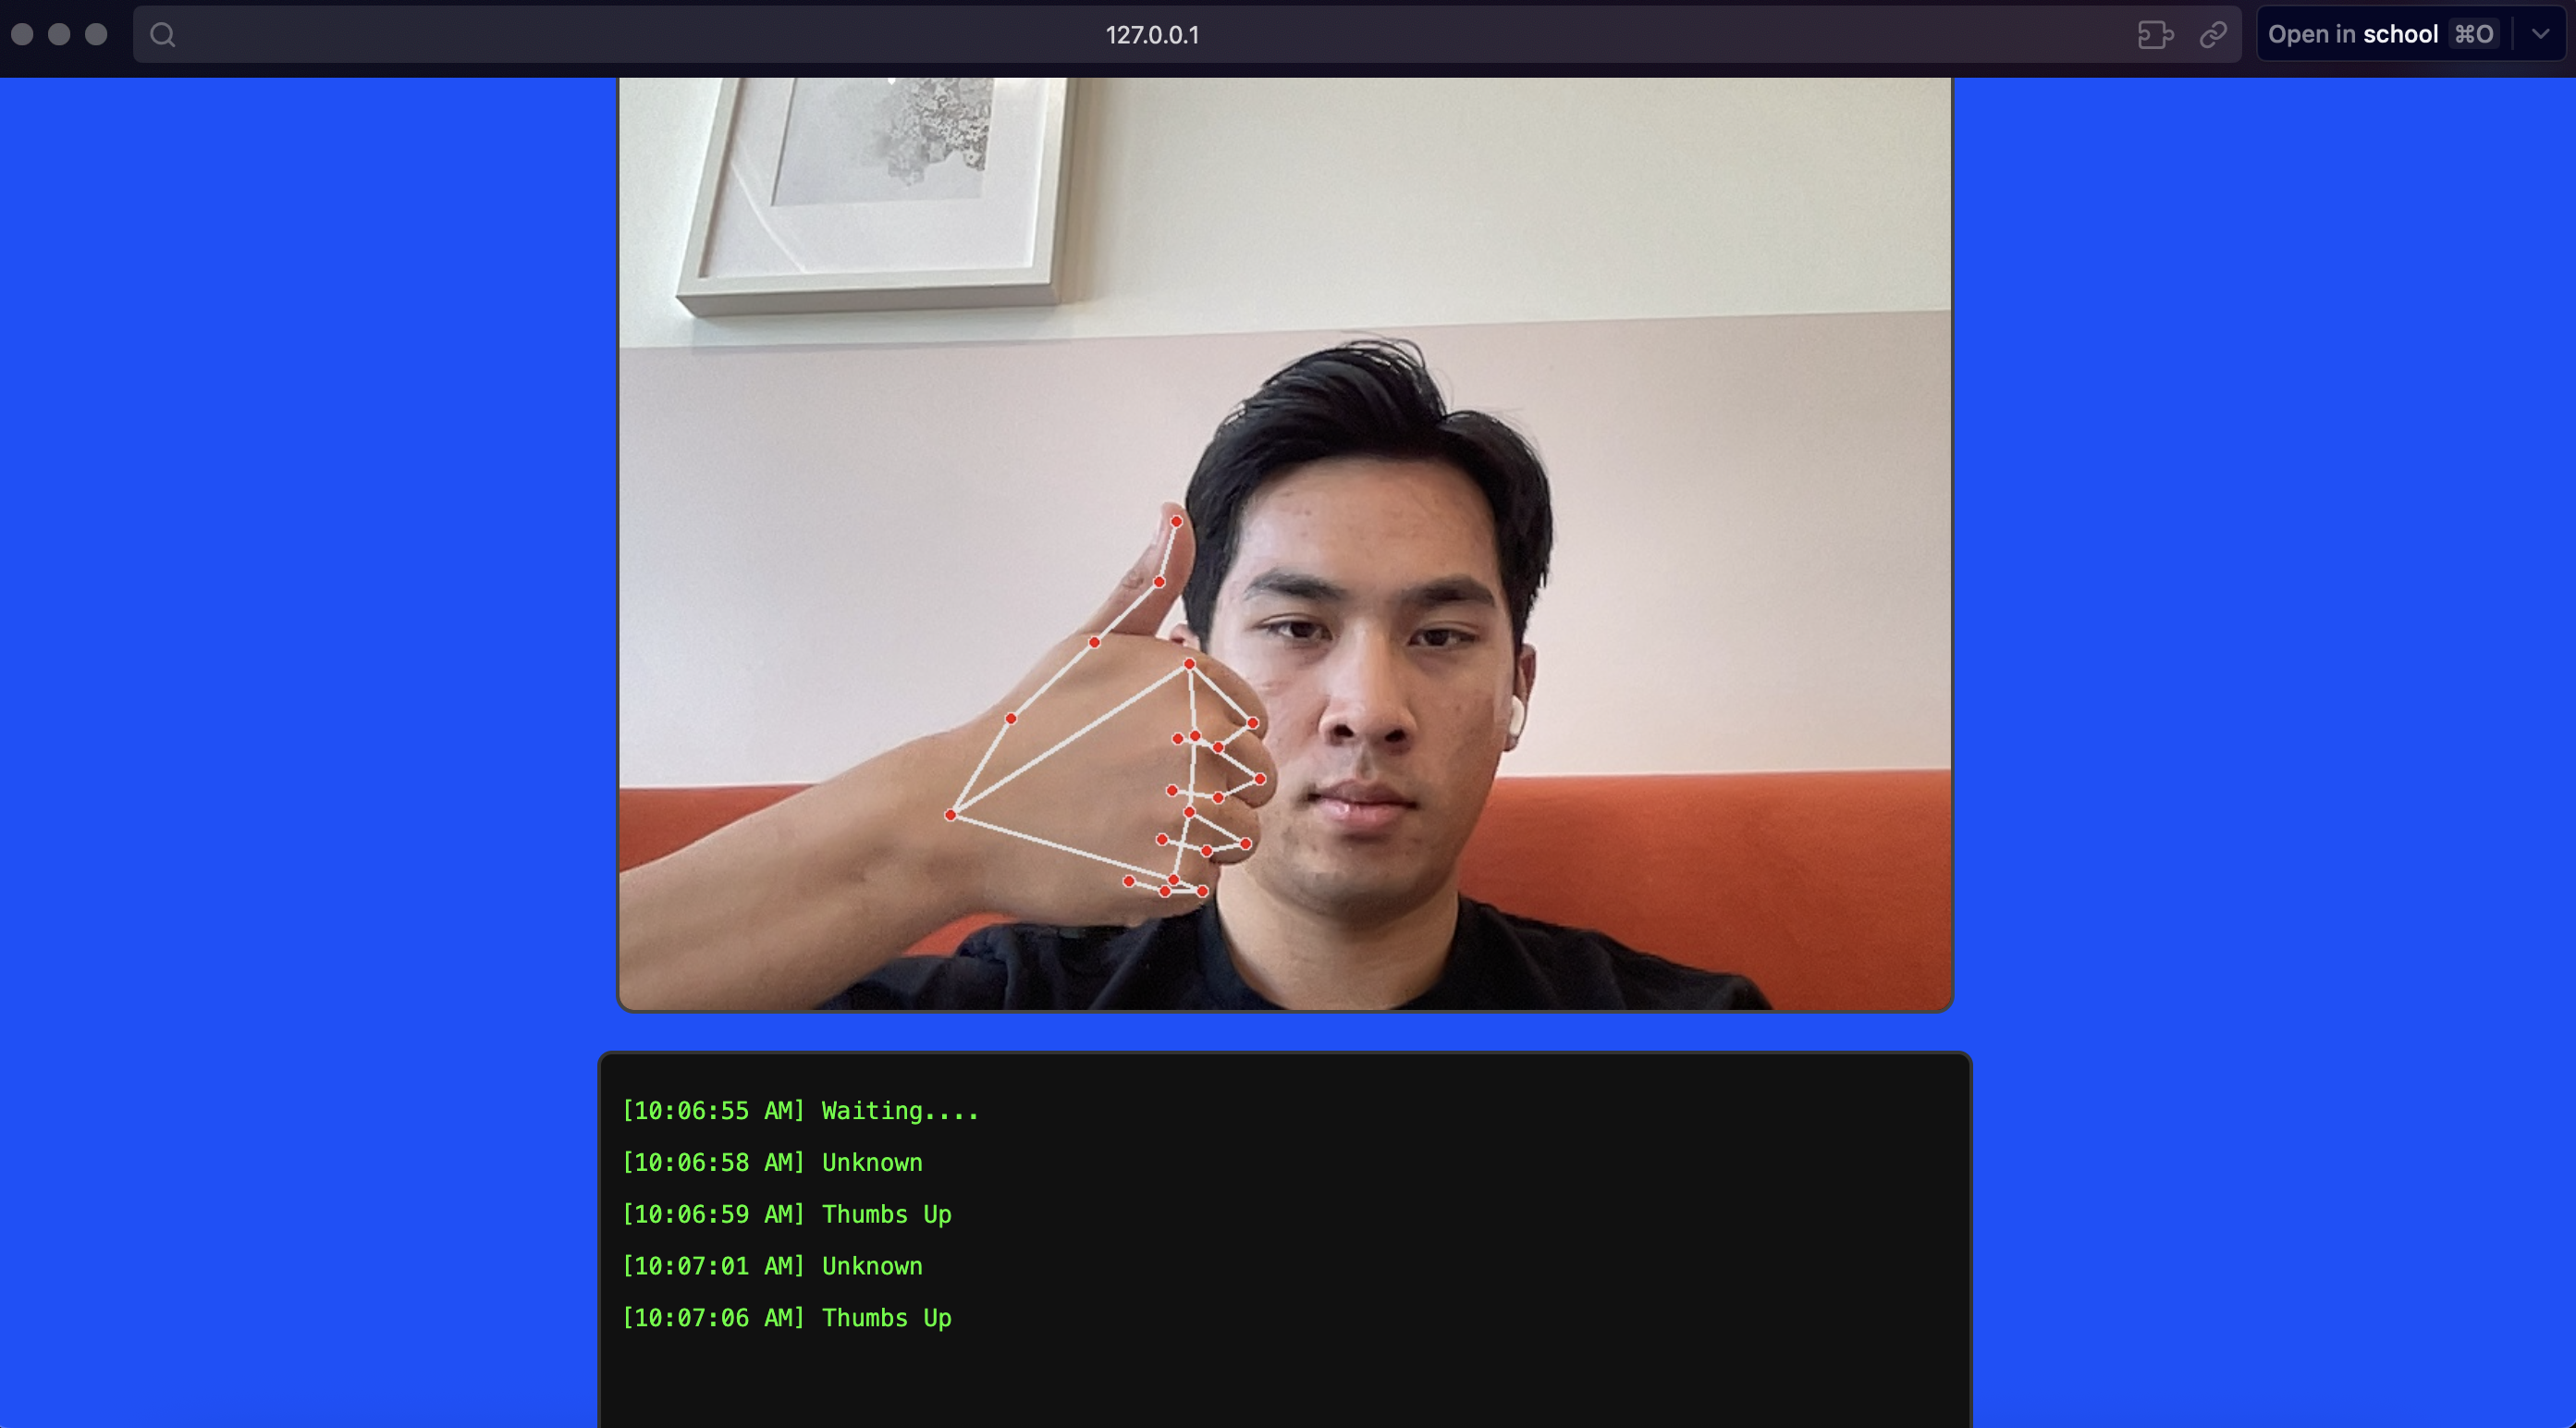 127.0.0.1
Open in school ⌘O
[10:06:55 AM] Waiting....
[10:06:58 AM] Unknown
[10:06:59 AM] Thumbs Up
[10:07:01 AM] Unknown
[10:07:06 AM] Thumbs Up